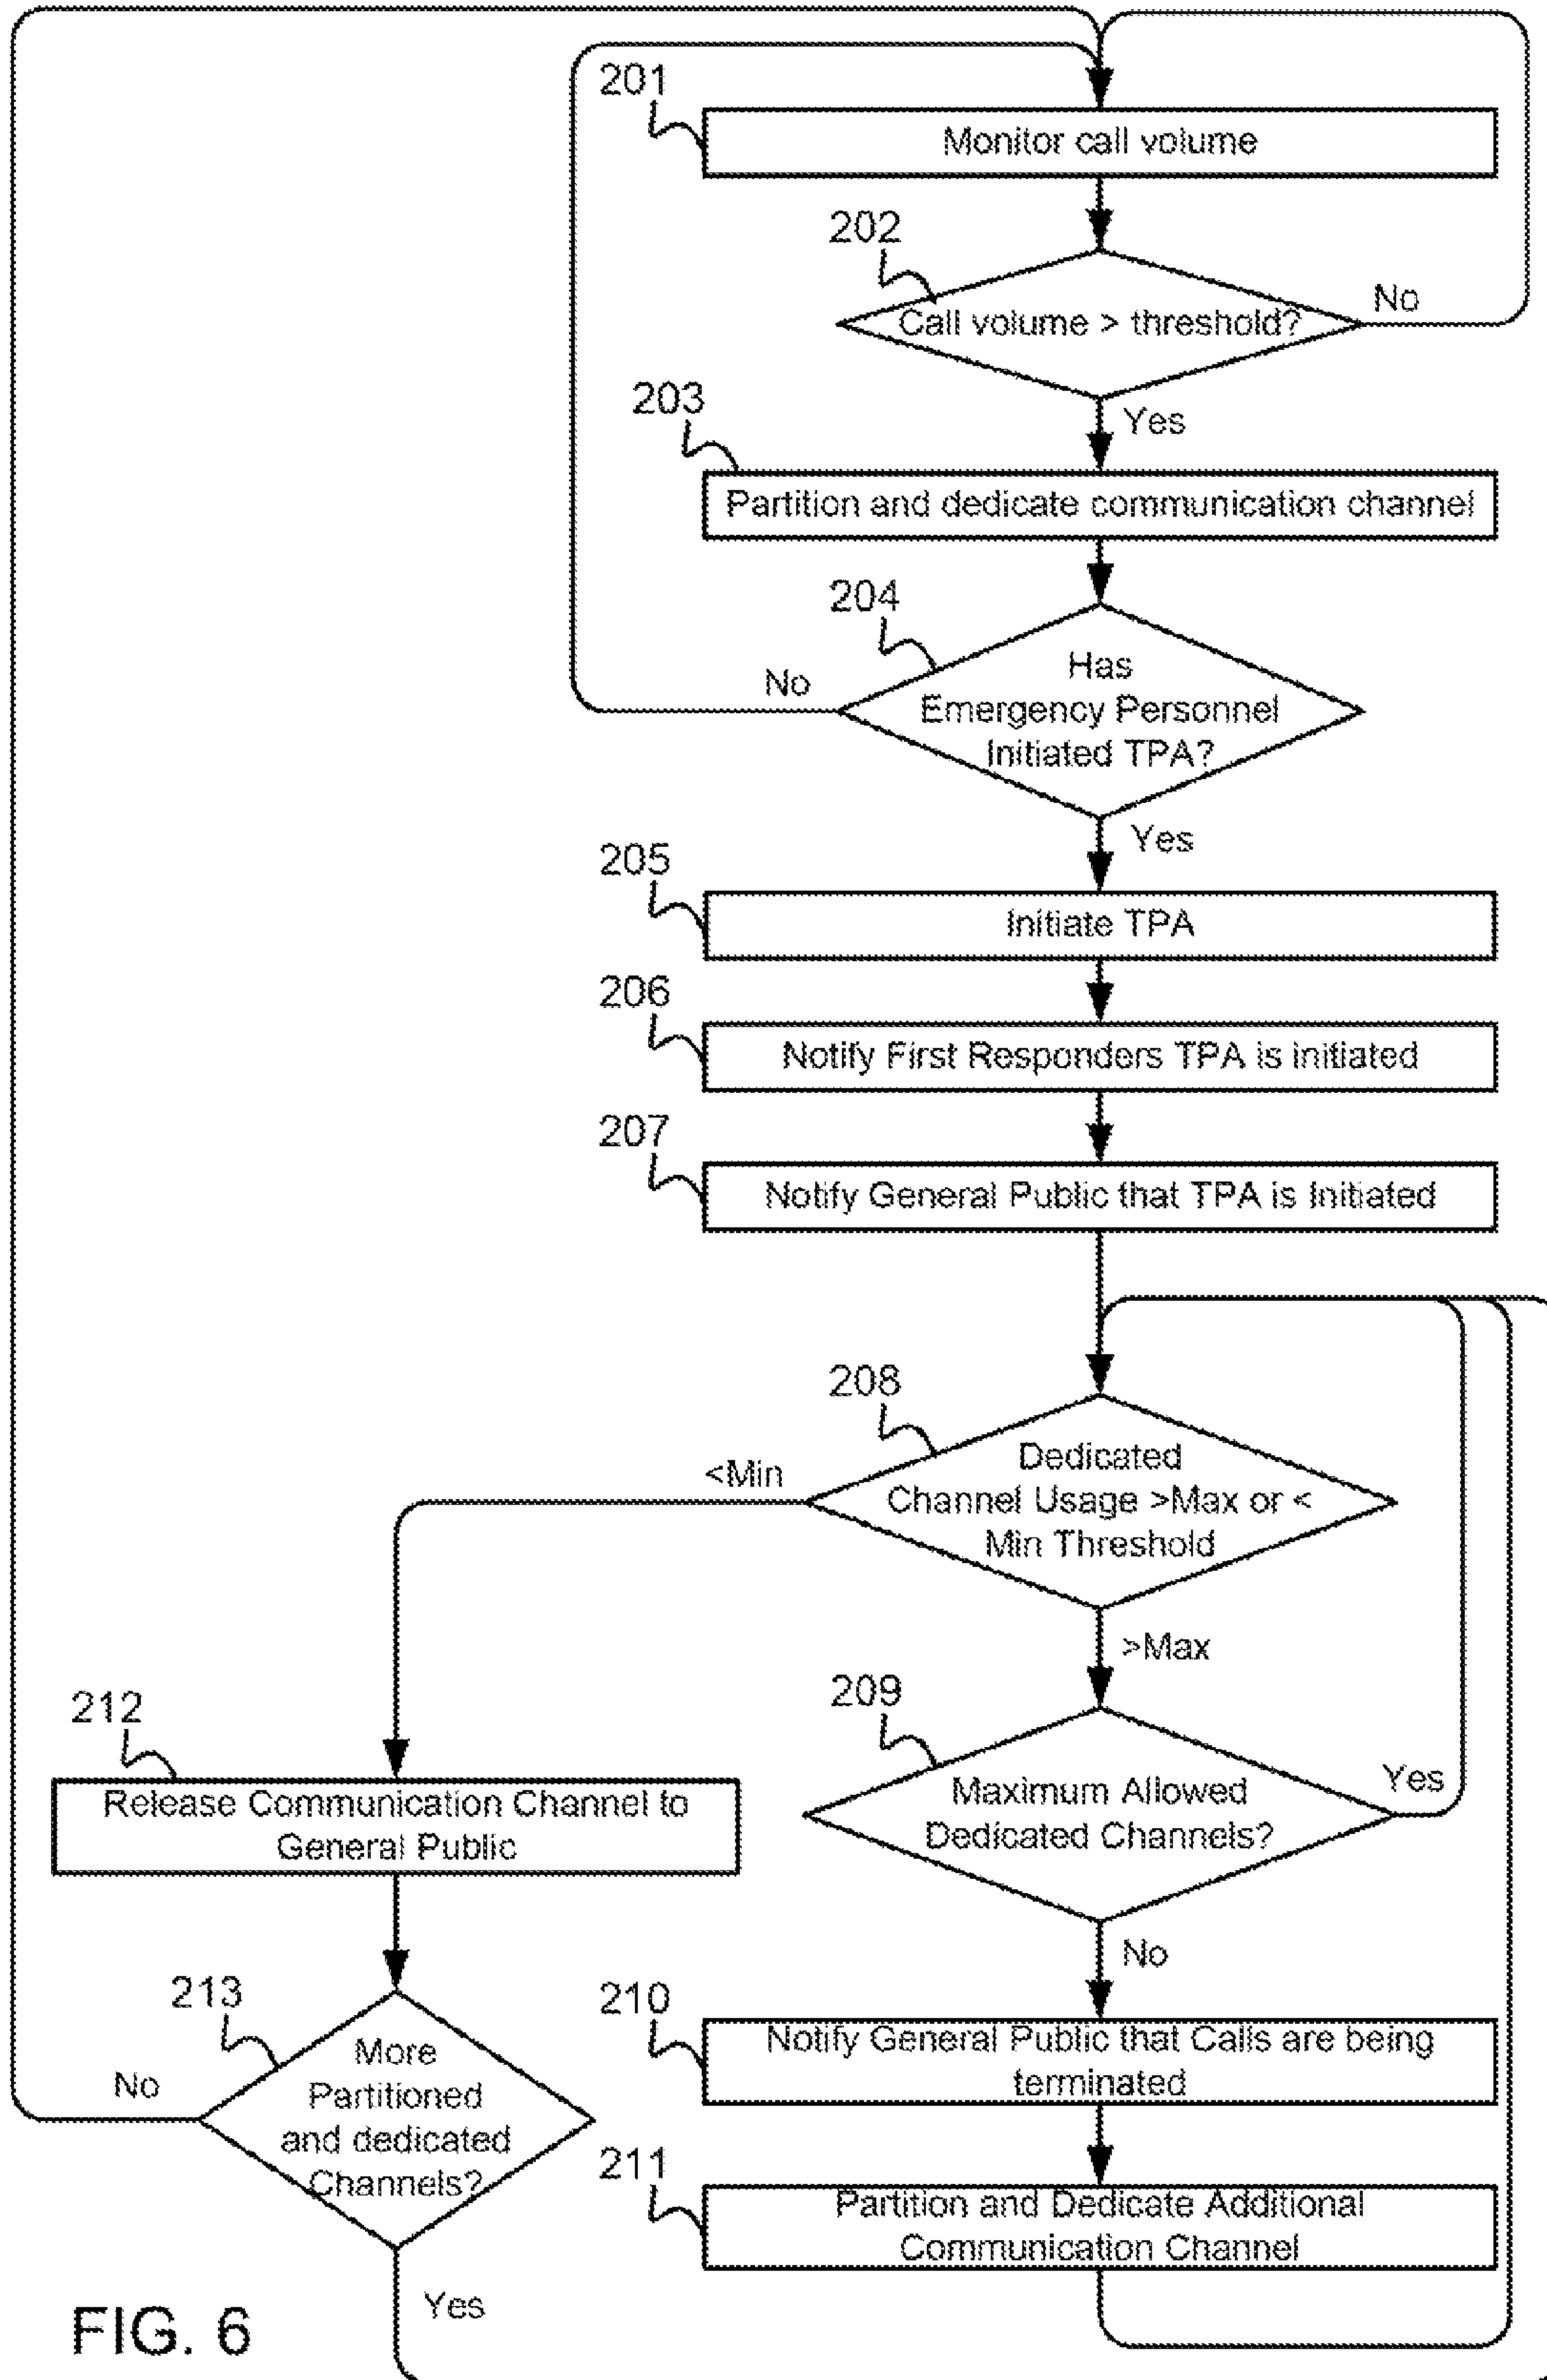 201
Monitor call volume
202
Call volume > threshold?
No
Yes
203
Partition and dedicate communication channel
204
Has
Emergency Personnel
Initiated TPA?
No
Yes
205
Initiate TPA
206
Notify First Responders TPA is initiated
207
Notify General Public that TPA is Initiated
208
Dedicated
Channel Usage >Max or <
Min Threshold
<Min
>Max
209
Maximum Allowed
Dedicated Channels?
Yes
No
210
Notify General Public that Calls are being
terminated
211
Partition and Dedicate Additional
Communication Channel
212
Release Communication Channel to
General Public
213
More
Partitioned
and dedicated
Channels?
No
Yes
FIG. 6